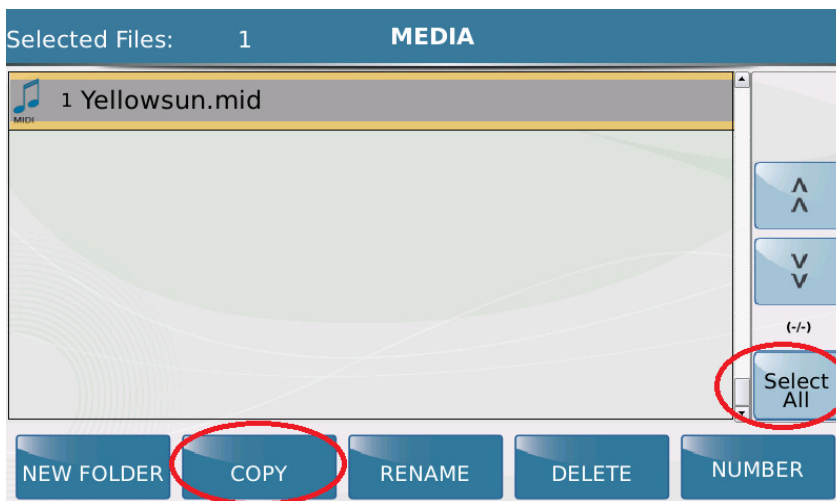 Selected Files: 1 MEDIA
MIDI 1 Yellowsun.mid
(-/-)
Select
All
NEW FOLDER COPY RENAME DELETE NUMBER